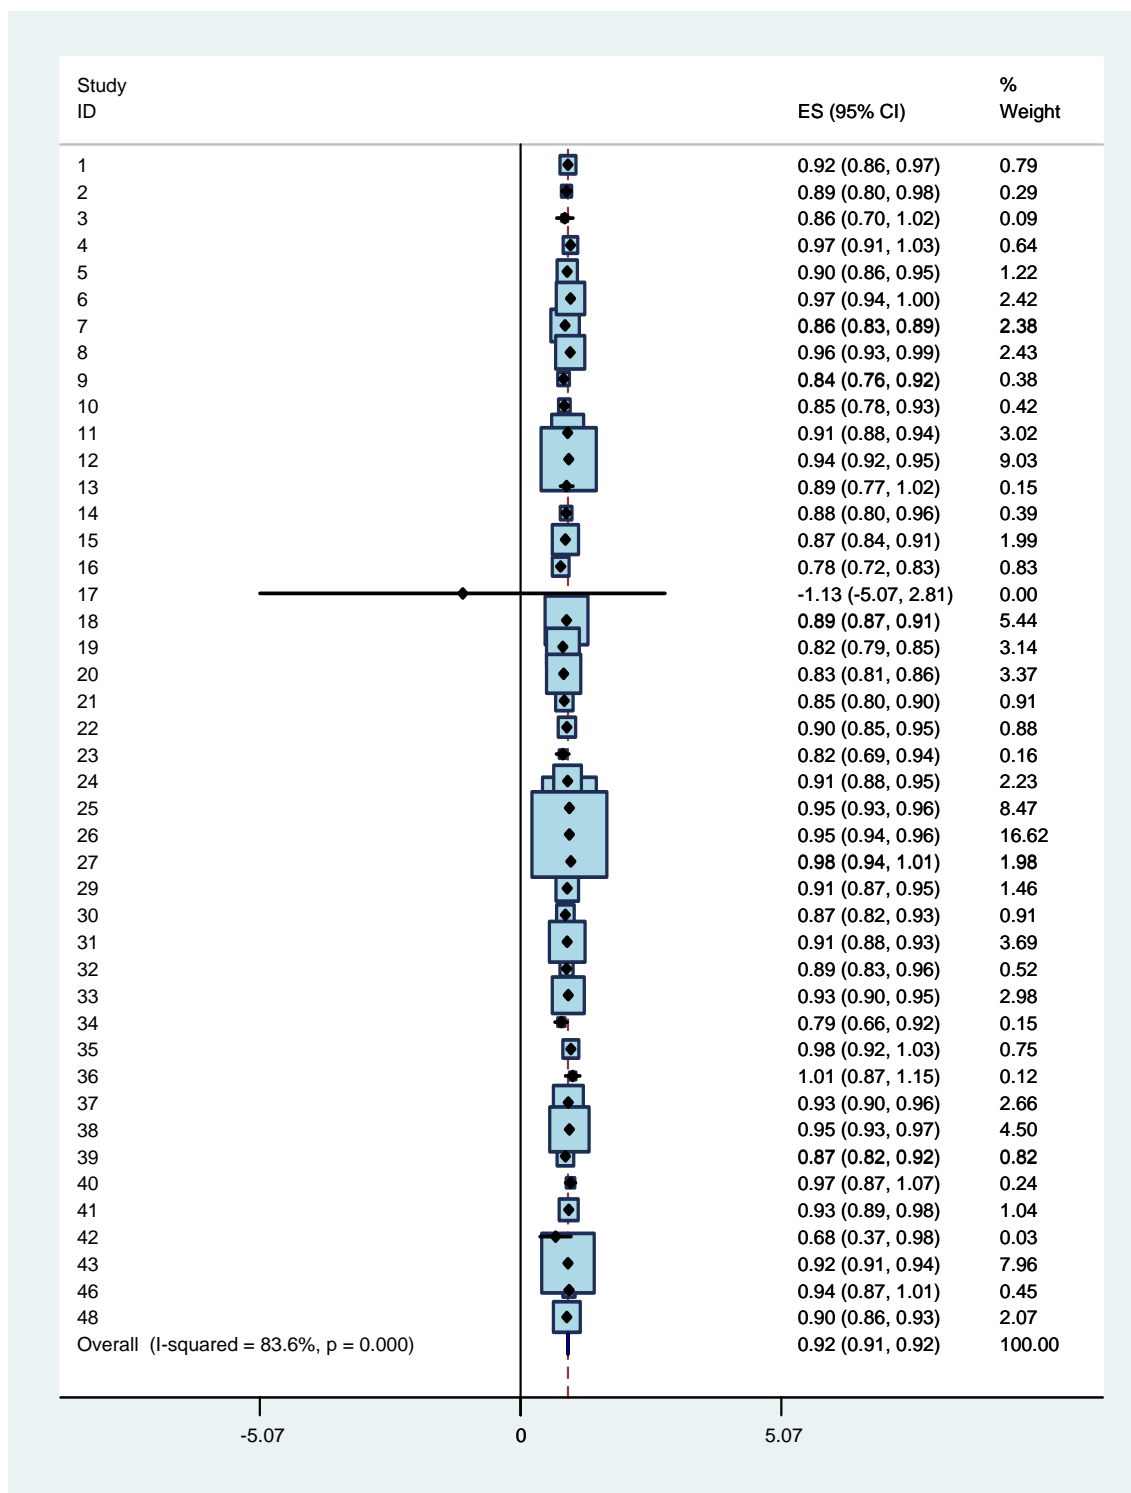 Study %
ID ES (95% CI) Weight
1 0.92 (0.86, 0.97) 0.79
2 0.89 (0.80, 0.98) 0.29
3 0.86 (0.70, 1.02) 0.09
4 0.97 (0.91, 1.03) 0.64
5 0.90 (0.86, 0.95) 1.22
6 0.97 (0.94, 1.00) 2.42
7 0.86 (0.83, 0.89) 2.38
8 0.96 (0.93, 0.99) 2.43
9 0.84 (0.76, 0.92) 0.38
10 0.85 (0.78, 0.93) 0.42
11 0.91 (0.88, 0.94) 3.02
12 0.94 (0.92, 0.95) 9.03
13 0.89 (0.77, 1.02) 0.15
14 0.88 (0.80, 0.96) 0.39
15 0.87 (0.84, 0.91) 1.99
16 0.78 (0.72, 0.83) 0.83
17 -1.13 (-5.07, 2.81) 0.00
18 0.89 (0.87, 0.91) 5.44
19 0.82 (0.79, 0.85) 3.14
20 0.83 (0.81, 0.86) 3.37
21 0.85 (0.80, 0.90) 0.91
22 0.90 (0.85, 0.95) 0.88
23 0.82 (0.69, 0.94) 0.16
24 0.91 (0.88, 0.95) 2.23
25 0.95 (0.93, 0.96) 8.47
26 0.95 (0.94, 0.96) 16.62
27 0.98 (0.94, 1.01) 1.98
29 0.91 (0.87, 0.95) 1.46
30 0.87 (0.82, 0.93) 0.91
31 0.91 (0.88, 0.93) 3.69
32 0.89 (0.83, 0.96) 0.52
33 0.93 (0.90, 0.95) 2.98
34 0.79 (0.66, 0.92) 0.15
35 0.98 (0.92, 1.03) 0.75
36 1.01 (0.87, 1.15) 0.12
37 0.93 (0.90, 0.96) 2.66
38 0.95 (0.93, 0.97) 4.50
39 0.87 (0.82, 0.92) 0.82
40 0.97 (0.87, 1.07) 0.24
41 0.93 (0.89, 0.98) 1.04
42 0.68 (0.37, 0.98) 0.03
43 0.92 (0.91, 0.94) 7.96
46 0.94 (0.87, 1.01) 0.45
48 0.90 (0.86, 0.93) 2.07
Overall (I-squared = 83.6%, p = 0.000) 0.92 (0.91, 0.92) 100.00
-5.07 0 5.07